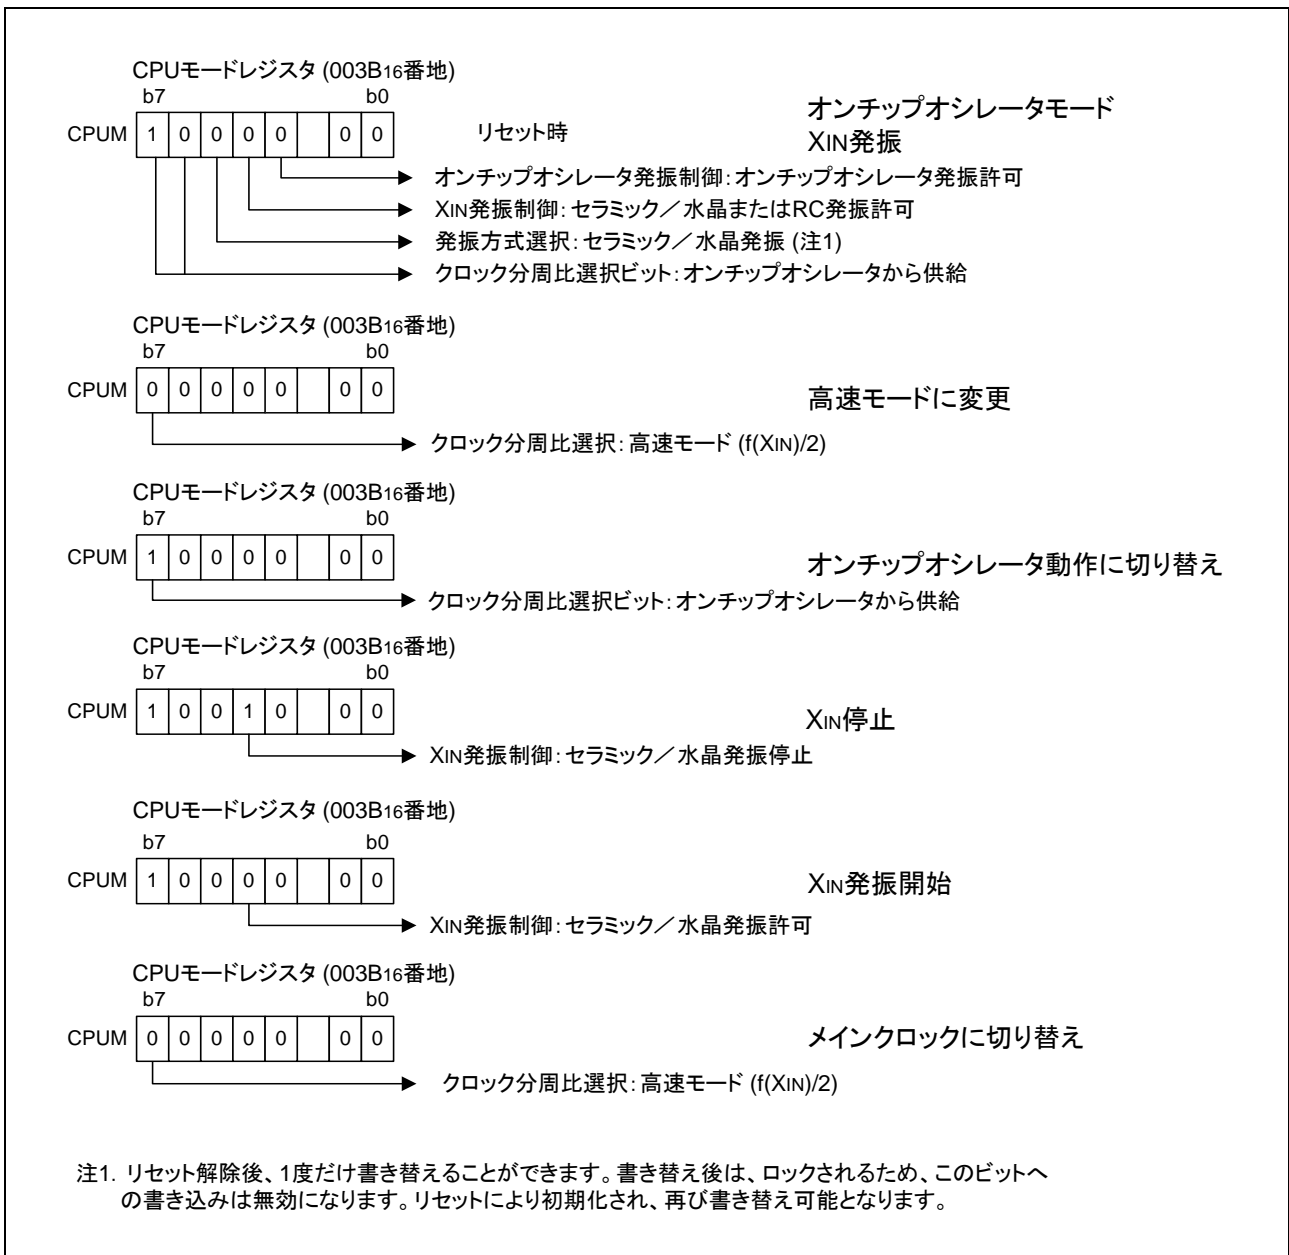 CPUモードレジスタ (003B16番地)
b7 b0
CPUM 1 0 0 0 0 0 0
リセット時
オンチップオシレータモード
XIN発振
オンチップオシレータ発振制御：オンチップオシレータ発振許可
XIN発振制御：セラミック／水晶またはRC発振許可
発振方式選択：セラミック／水晶発振 (注1)
クロック分周比選択ビット：オンチップオシレータから供給
CPUモードレジスタ (003B16番地)
b7 b0
CPUM 0 0 0 0 0 0 0
高速モードに変更
クロック分周比選択：高速モード (f(XIN)/2)
CPUモードレジスタ (003B16番地)
b7 b0
CPUM 1 0 0 0 0 0 0
オンチップオシレータ動作に切り替え
クロック分周比選択ビット：オンチップオシレータから供給
CPUモードレジスタ (003B16番地)
b7 b0
CPUM 1 0 0 1 0 0 0
XIN停止
XIN発振制御：セラミック／水晶発振停止
CPUモードレジスタ (003B16番地)
b7 b0
CPUM 1 0 0 0 0 0 0
XIN発振開始
XIN発振制御：セラミック／水晶発振許可
CPUモードレジスタ (003B16番地)
b7 b0
CPUM 0 0 0 0 0 0 0
メインクロックに切り替え
クロック分周比選択：高速モード (f(XIN)/2)
注1. リセット解除後、1度だけ書き替えることができます。書き替え後は、ロックされるため、このビットへ
の書き込みは無効になります。リセットにより初期化され、再び書き替え可能となります。